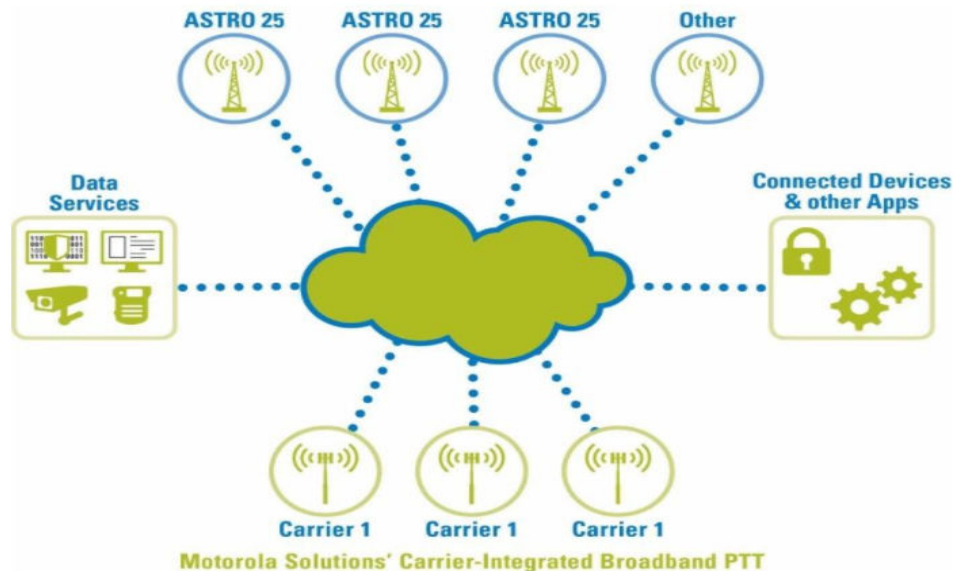 ASTRO 25
ASTRO 25
ASTRO 25
Other
Data
Services
Connected Devices
& other Apps
Carrier 1
Carrier 1
Carrier 1
Motorola Solutions' Carrier-Integrated Broadband PTT